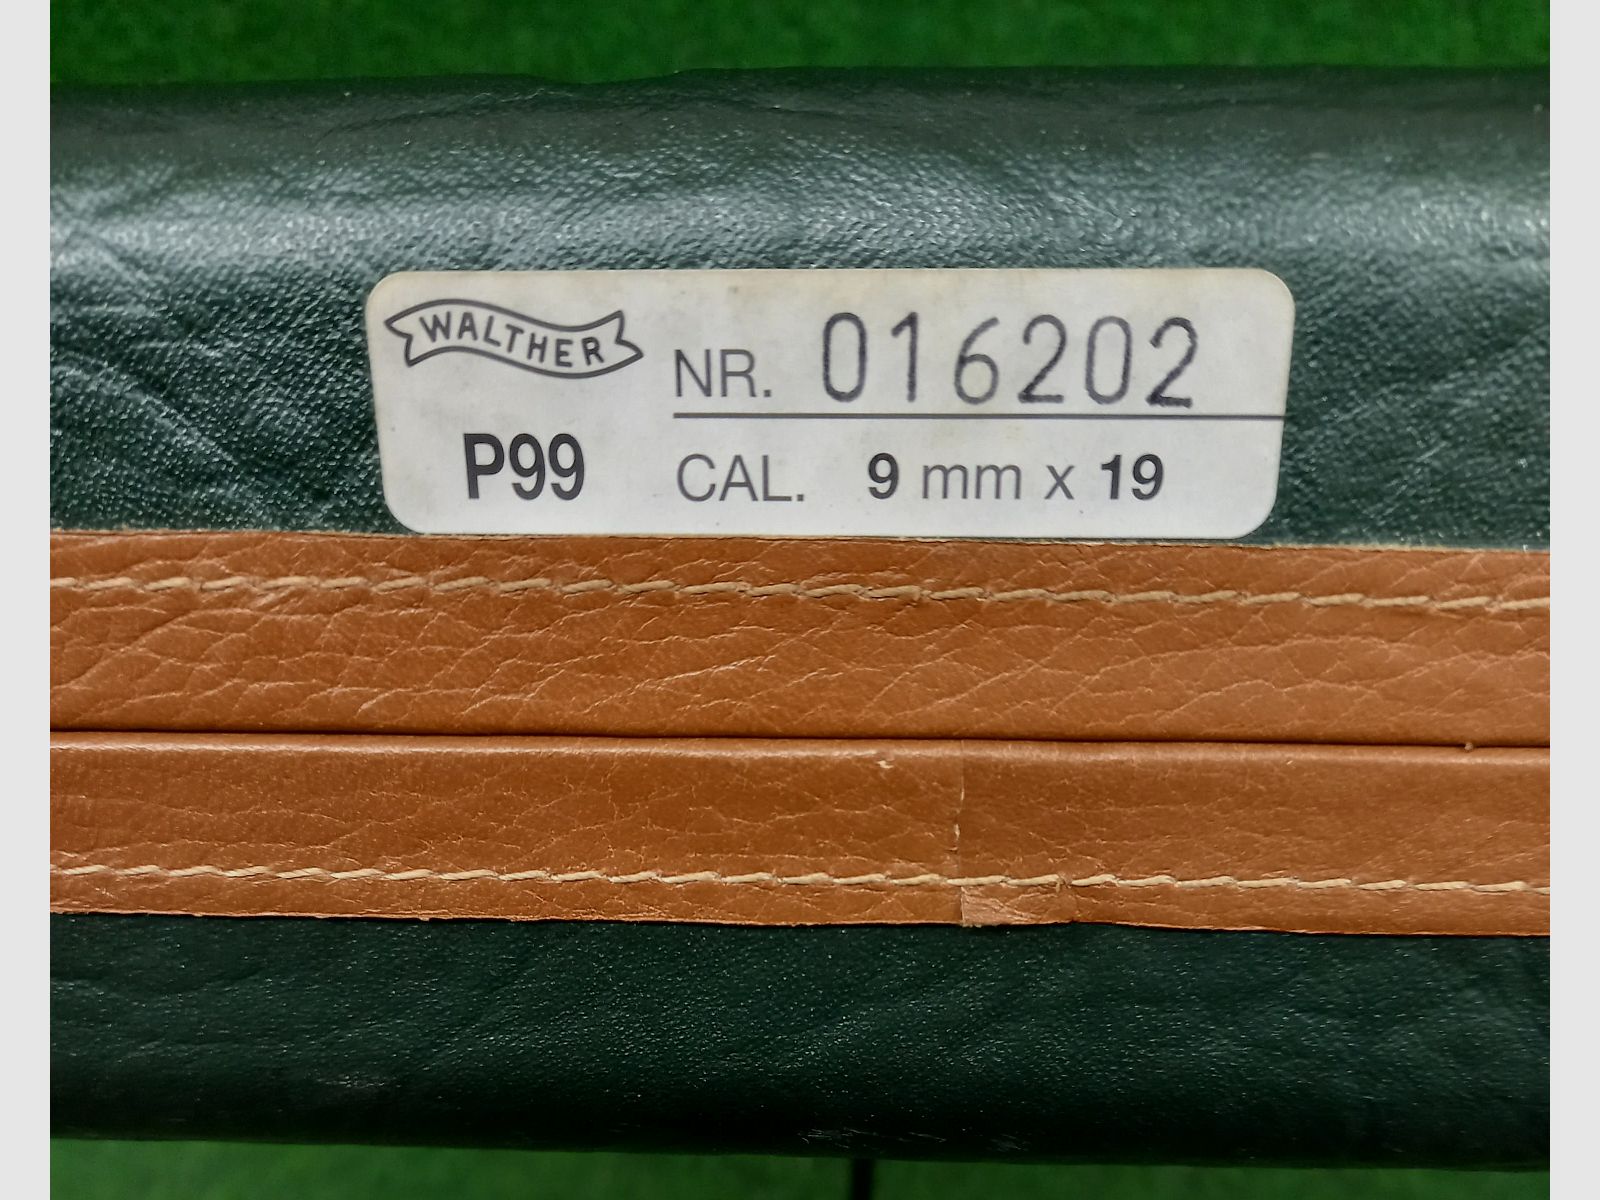 WALTHER
NR. 016202
P99
CAL. 9 mm x 19